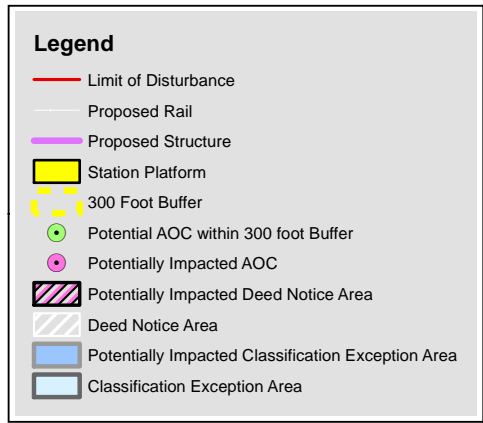 Legend
Limit of Disturbance
Proposed Rail
Proposed Structure
Station Platform
300 Foot Buffer
Potential AOC within 300 foot Buffer
Potentially Impacted AOC
Potentially Impacted Deed Notice Area
Deed Notice Area
Potentially Impacted Classification Exception Area
Classification Exception Area